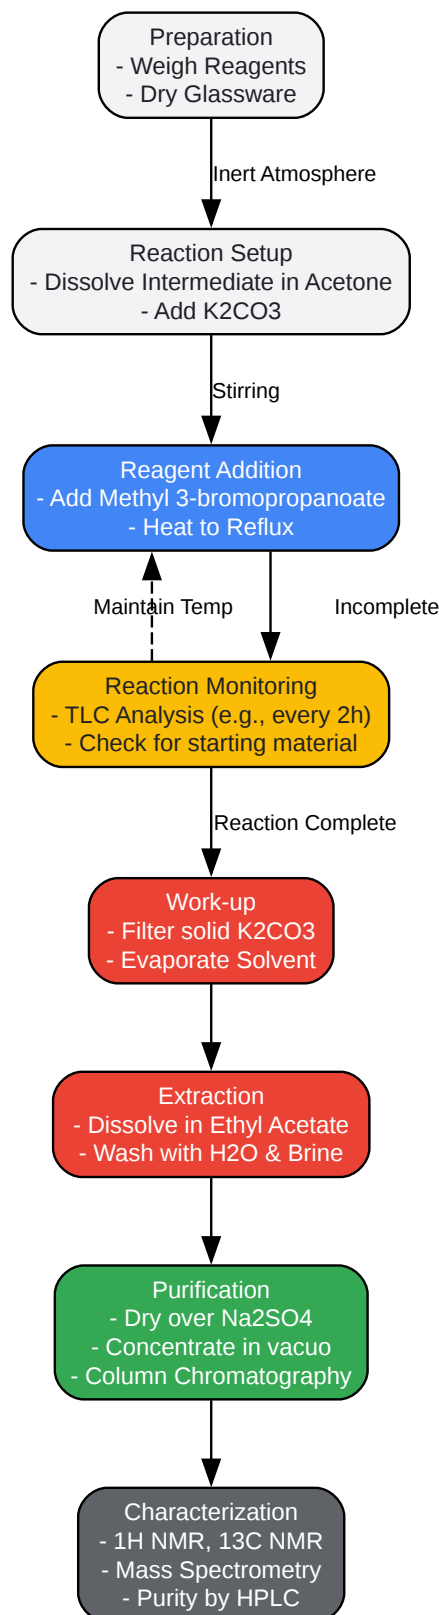 Preparation
- Weigh Reagents
- Dry Glassware
Inert Atmosphere
Reaction Setup
- Dissolve Intermediate in Acetone
- Add K2CO3
Stirring
Reagent Addition
- Add Methyl 3-bromopropanoate
- Heat to Reflux
Maintain Temp
Incomplete
Reaction Monitoring
- TLC Analysis (e.g., every 2h)
- Check for starting material
Reaction Complete
Work-up
- Filter solid K2CO3
- Evaporate Solvent
Extraction
- Dissolve in Ethyl Acetate
- Wash with H2O & Brine
Purification
- Dry over Na2SO4
- Concentrate in vacuo
- Column Chromatography
Characterization
- 1H NMR, 13C NMR
- Mass Spectrometry
- Purity by HPLC